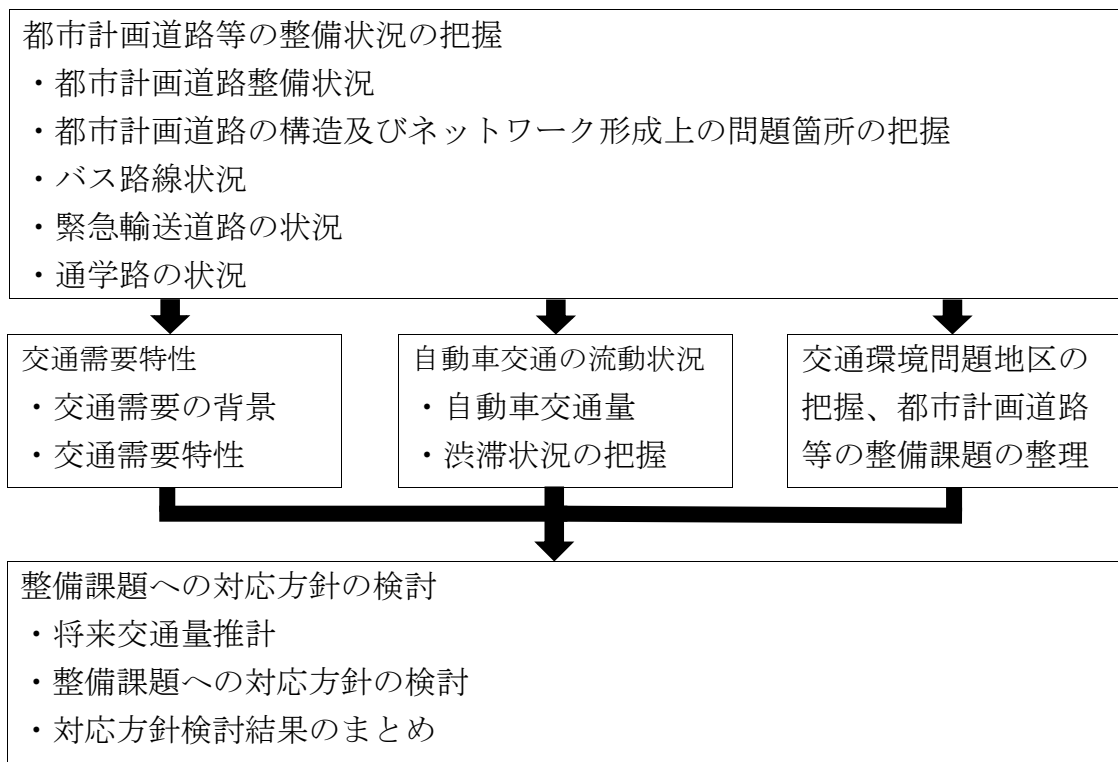 都市計画道路等の整備状況の把握
・都市計画道路整備状況
・都市計画道路の構造及びネットワーク形成上の問題箇所の把握
・バス路線状況
・緊急輸送道路の状況
・通学路の状況
交通需要特性
・交通需要の背景
・交通需要特性
自動車交通の流動状況
・自動車交通量
・渋滞状況の把握
交通環境問題地区の
把握、都市計画道路
等の整備課題の整理
整備課題への対応方針の検討
・将来交通量推計
・整備課題への対応方針の検討
・対応方針検討結果のまとめ